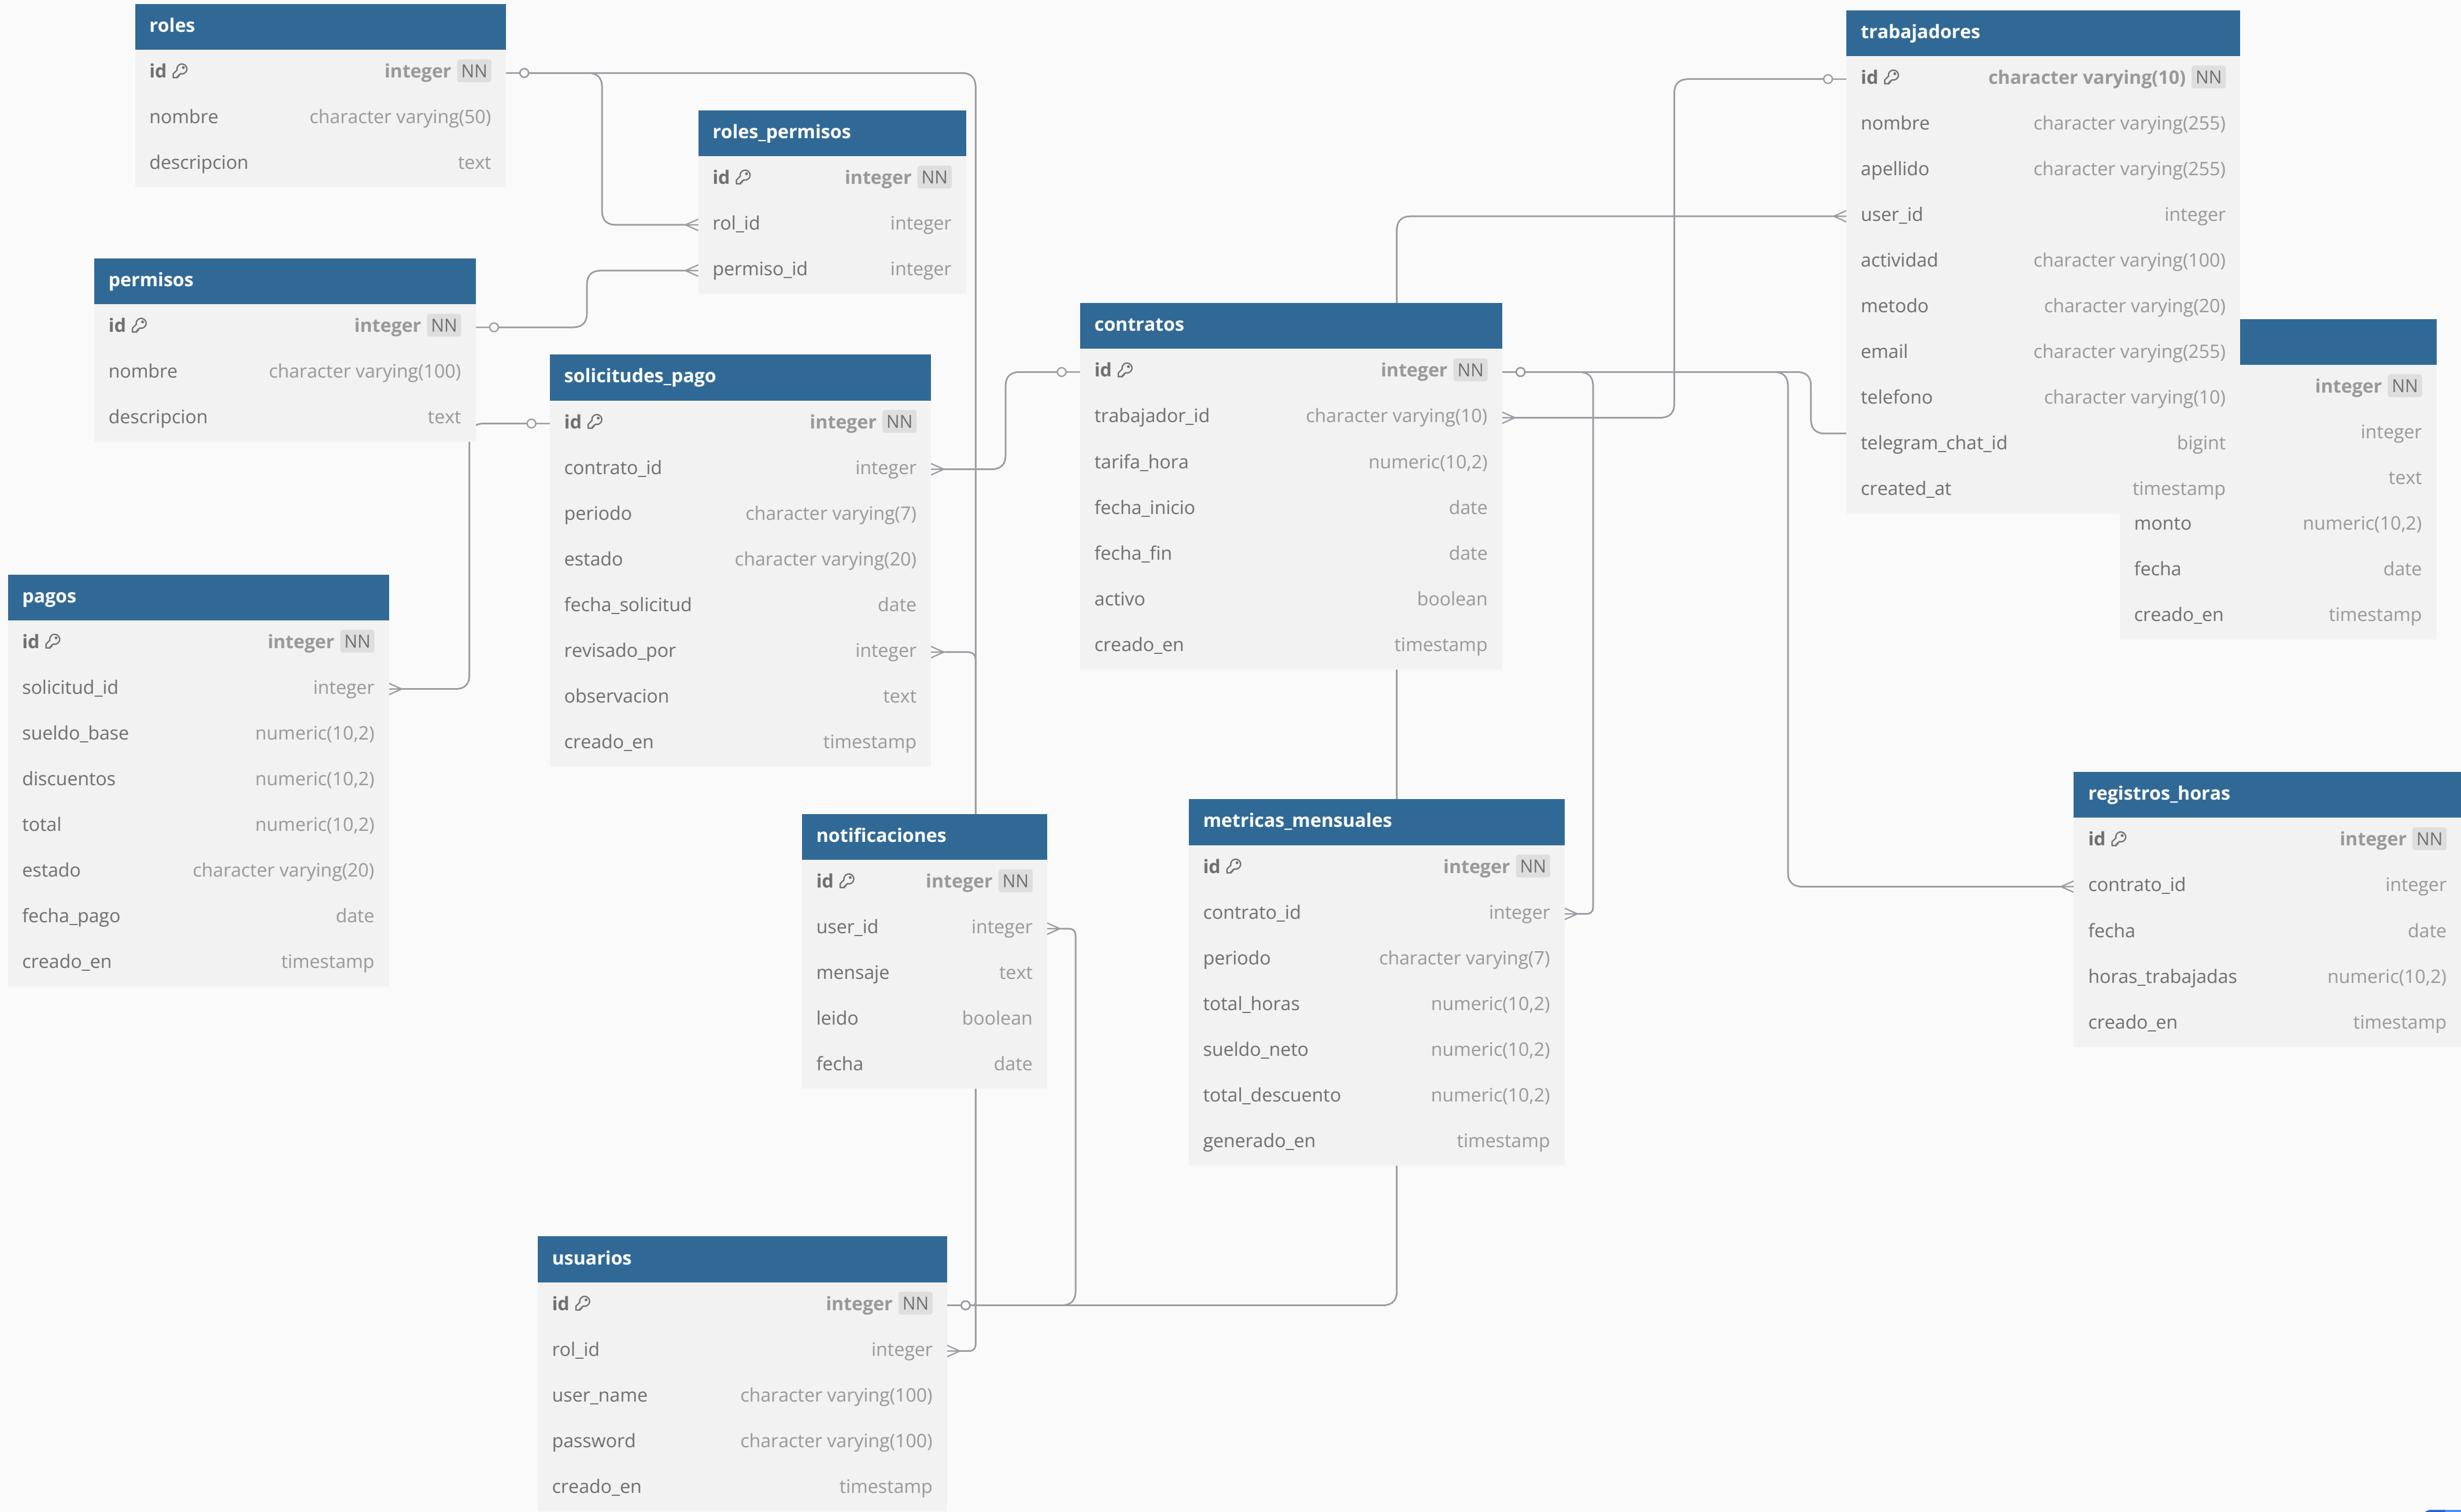 roles
id integer NN
nombre character varying(50)
descripcion text
roles_permisos
id integer NN
rol_id integer
permiso_id integer
permisos
id integer NN
nombre character varying(100)
descripcion text
solicitudes_pago
id integer NN
contrato_id integer
periodo character varying(7)
estado character varying(20)
fecha_solicitud date
revisado_por integer
observacion text
creado_en timestamp
pagos
id integer NN
solicitud_id integer
sueldo_base numeric(10,2)
discuentos numeric(10,2)
total numeric(10,2)
estado character varying(20)
fecha_pago date
creado_en timestamp
contratos
id integer NN
trabajador_id character varying(10)
tarifa_hora numeric(10,2)
fecha_inicio date
fecha_fin date
activo boolean
creado_en timestamp
trabajadores
id character varying(10) NN
nombre character varying(255)
apellido character varying(255)
user_id integer
actividad character varying(100)
metodo character varying(20)
email character varying(255)
telefono character varying(10)
telegram_chat_id bigint
created_at timestamp
integer NN
integer
text
monto numeric(10,2)
fecha date
creado_en timestamp
registros_horas
id integer NN
contrato_id integer
fecha date
horas_trabajadas numeric(10,2)
creado_en timestamp
notificaciones
id integer NN
user_id integer
mensaje text
leido boolean
fecha date
metricas_mensuales
id integer NN
contrato_id integer
periodo character varying(7)
total_horas numeric(10,2)
sueldo_neto numeric(10,2)
total_descuento numeric(10,2)
generado_en timestamp
usuarios
id integer NN
rol_id integer
user_name character varying(100)
password character varying(100)
creado_en timestamp